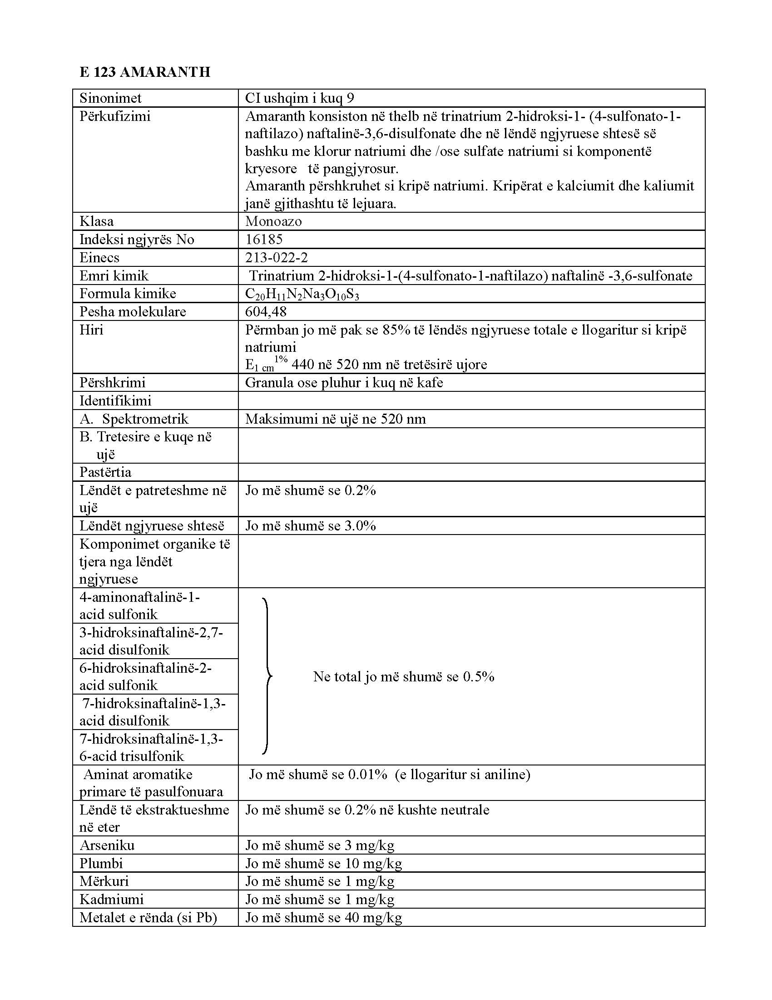 E 123 AMARANTH
Sinonimet CI ushqim i kuq 9
Përkufizimi Amaranth konsiston në thelb në trinatrium 2-hidroksi-1- (4-sulfonato-1-
naftilazo) naftalinë-3,6-disulfonate dhe në lëndë ngjyruese shtesë së
bashku me klorur natriumi dhe /ose sulfate natriumi si komponentë
kryesore të pangjyrosur.
Amaranth përshkruhet si kripë natriumi. Kripërat e kalciumit dhe kaliumit
janë gjithashtu të lejuara.
Klasa Monoazo
Indeksi ngjyrës No 16185
Einecs 213-022-2
Emri kimik Trinatrium 2-hidroksi-1-(4-sulfonato-1-naftilazo) naftalinë -3,6-sulfonate
Formula kimike C₂₀H₁₁N₂Na₃O₁₀S₃
Pesha molekulare 604,48
Hiri Përmban jo më pak se 85% të lëndës ngjyruese totale e llogaritur si kripë
natriumi
E1 cm1% 440 në 520 nm në tretësirë ujore
Përshkrimi Granula ose pluhur i kuq në kafe
Identifikimi
A. Spektrometrik Maksimumi në ujë ne 520 nm
B. Tretesire e kuqe në
ujë
Pastërtia
Lëndët e patreteshme në Jo më shumë se 0.2%
ujë
Lëndët ngjyruese shtesë Jo më shumë se 3.0%
Komponimet organike të
tjera nga lëndët
ngjyruese
4-aminonaftalinë-1-
acid sulfonik
3-hidroksinaftalinë-2,7-
acid disulfonik
6-hidroksinaftalinë-2-
acid sulfonik
7-hidroksinaftalinë-1,3-
acid disulfonik
7-hidroksinaftalinë-1,3-
6-acid trisulfonik
Ne total jo më shumë se 0.5%
Aminat aromatike Jo më shumë se 0.01% (e llogaritur si aniline)
primare të pasulfonuara
Lëndë të ekstraktueshme Jo më shumë se 0.2% në kushte neutrale
në eter
Arseniku Jo më shumë se 3 mg/kg
Plumbi Jo më shumë se 10 mg/kg
Mërkuri Jo më shumë se 1 mg/kg
Kadmiumi Jo më shumë se 1 mg/kg
Metalet e rënda (si Pb) Jo më shumë se 40 mg/kg